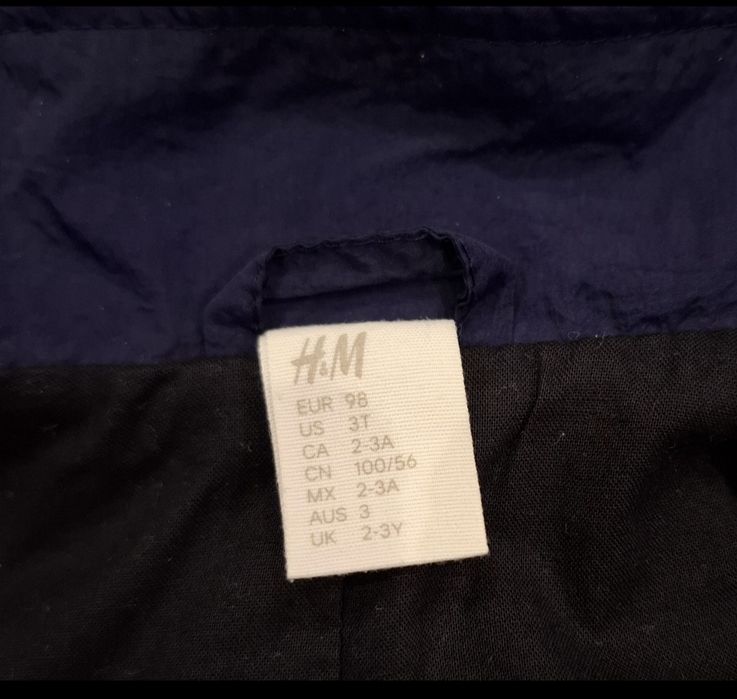 H&M
EUR 98
US 3T
CA 2-3A
CN 100/56
MX 2-3A
AUS 3
UK 2-3Y